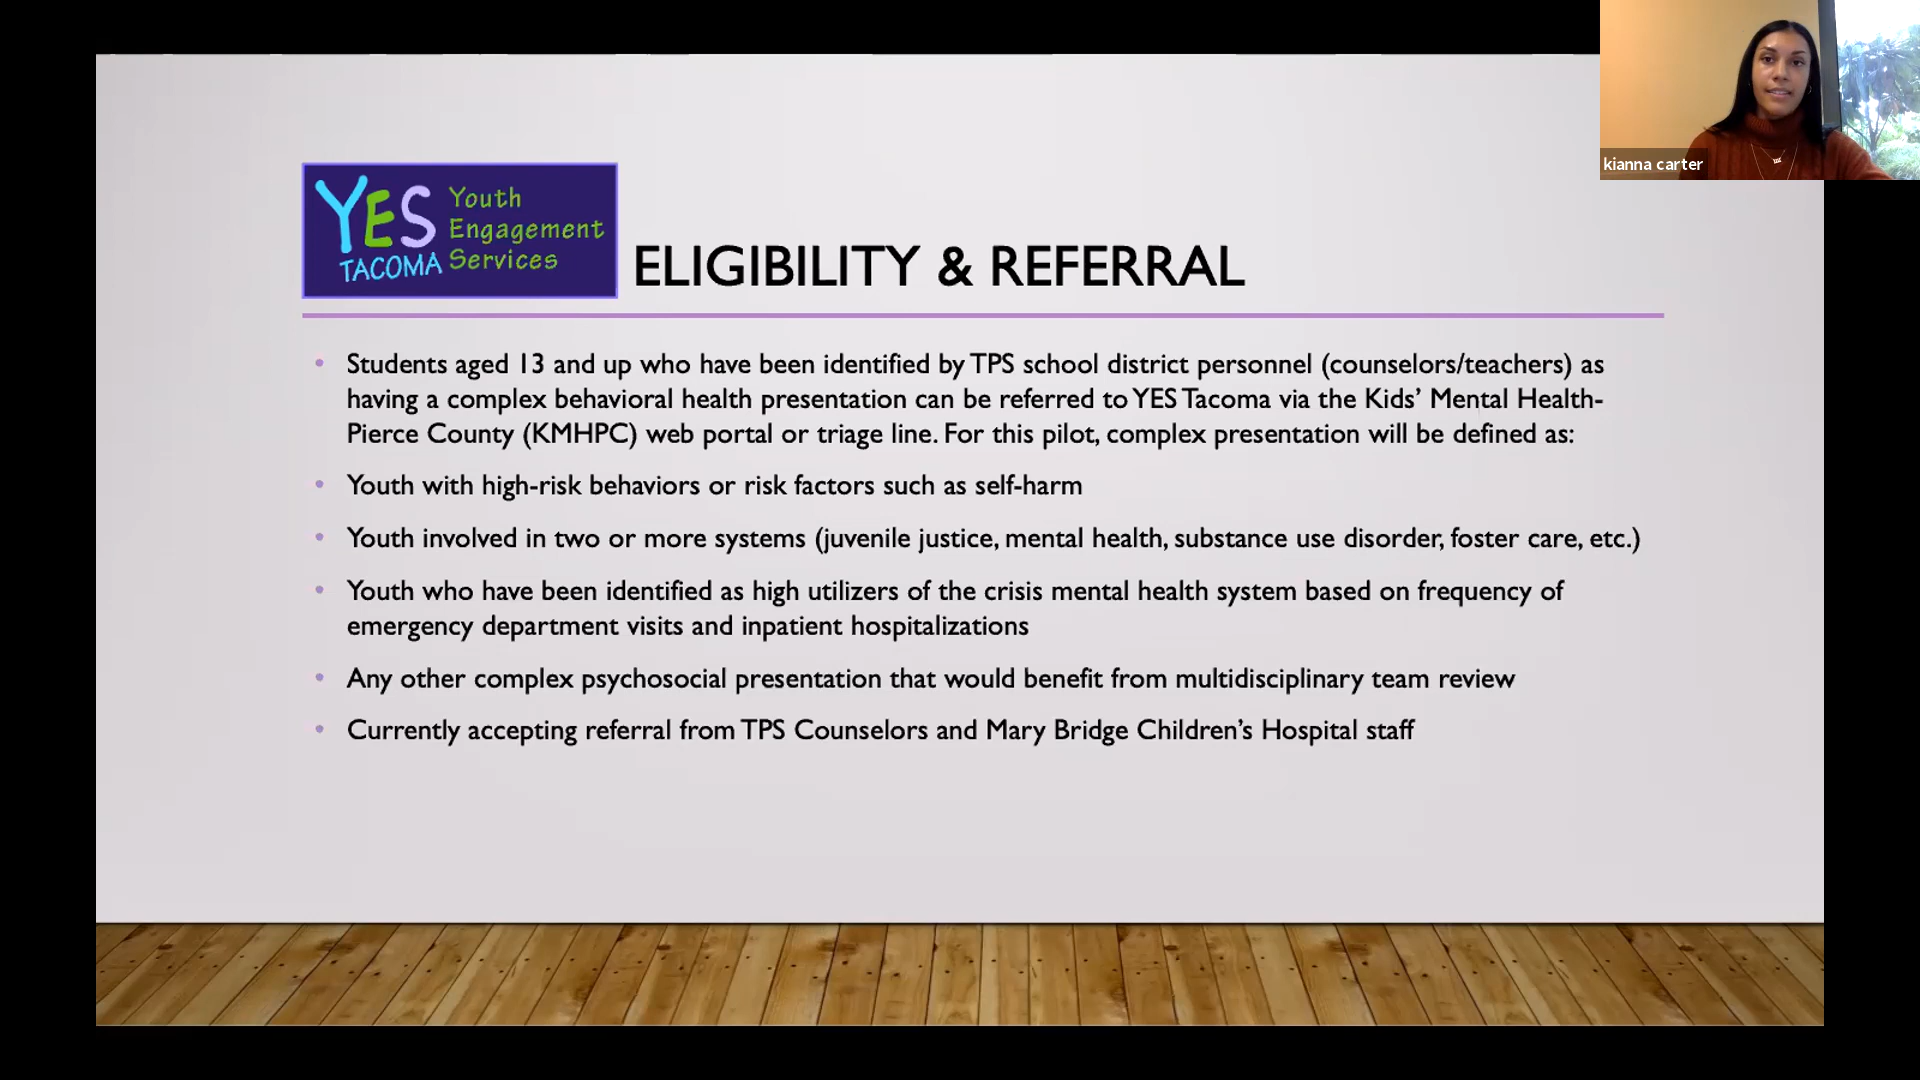 kianna carter
YES Youth
Engagement
TACOMA Services
ELIGIBILITY & REFERRAL
• Students aged 13 and up who have been identified by TPS school district personnel (counselors/teachers) as
having a complex behavioral health presentation can be referred to YES Tacoma via the Kids’ Mental Health-
Pierce County (KMHPC) web portal or triage line. For this pilot, complex presentation will be defined as:
• Youth with high-risk behaviors or risk factors such as self-harm
• Youth involved in two or more systems (juvenile justice, mental health, substance use disorder, foster care, etc.)
• Youth who have been identified as high utilizers of the crisis mental health system based on frequency of
emergency department visits and inpatient hospitalizations
• Any other complex psychosocial presentation that would benefit from multidisciplinary team review
• Currently accepting referral from TPS Counselors and Mary Bridge Children’s Hospital staff